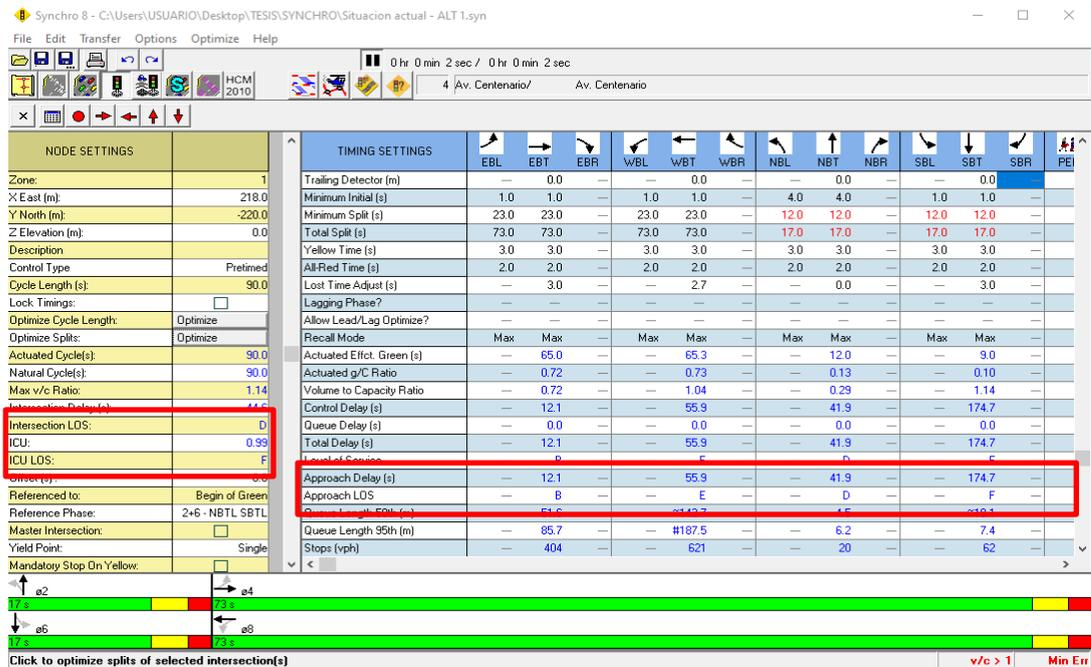 Synchro 8 - C:\Users\USUARIO\Desktop\TESIS\SYNCHRO\Situacion actual - ALT 1.syn
File Edit Transfer Options Optimize Help
0 hr 0 min 2 sec / 0 hr 0 min 2 sec
HCM 2010 4 Av. Centenario/ Av. Centenario
NODE SETTINGS
Zone: 1
X East (m): 218.0
Y North (m): -220.0
Z Elevation (m): 0.0
Description
Control Type Pretimed
Cycle Length (s): 90.0
Lock Timings:
Optimize Cycle Length: Optimize
Optimize Splits: Optimize
Actuated Cycle(s): 90.0
Natural Cycle(s): 90.0
Max v/c Ratio: 1.14
Intersection Delay (s):
Intersection LOS: D
ICU: 0.99
ICU LOS: F
Offset (s): 0.0
Referenced to: Begin of Green
Reference Phase: 2+6 - NBTL SBTL
Master Intersection:
Yield Point: Single
Mandatory Stop On Yellow:
TIMING SETTINGS EBL EBT EBR WBL WBT WBR NBL NBT NBR SBL SBT SBR
Trailing Detector (m) — 0.0 — — 0.0 — — 0.0 — — 0.0 —
Minimum Initial (s) 1.0 1.0 — 1.0 1.0 — 4.0 4.0 — 1.0 1.0 —
Minimum Split (s) 23.0 23.0 — 23.0 23.0 — 12.0 12.0 — 12.0 12.0 —
Total Split (s) 73.0 73.0 — 73.0 73.0 — 17.0 17.0 — 17.0 17.0 —
Yellow Time (s) 3.0 3.0 — 3.0 3.0 — 3.0 3.0 — 3.0 3.0 —
All-Red Time (s) 2.0 2.0 — 2.0 2.0 — 2.0 2.0 — 2.0 2.0 —
Lost Time Adjust (s) — 3.0 — — 2.7 — — 0.0 — — 3.0 —
Lagging Phase? — — — — — — — — — — — —
Allow Lead/Lag Optimize? — — — — — — — — — — — —
Recall Mode Max Max — Max Max — Max Max — Max Max —
Actuated Effct. Green (s) — 65.0 — — 65.3 — — 12.0 — — 9.0 —
Actuated g/C Ratio — 0.72 — — 0.73 — — 0.13 — — 0.10 —
Volume to Capacity Ratio — 0.72 — — 1.04 — — 0.29 — — 1.14 —
Control Delay (s) — 12.1 — — 55.9 — — 41.9 — — 174.7 —
Queue Delay (s) — 0.0 — — 0.0 — — 0.0 — — 0.0 —
Total Delay (s) — 12.1 — — 55.9 — — 41.9 — — 174.7 —
Level of Service — B — — E — — D — — F —
Approach Delay (s) — 12.1 — — 55.9 — — 41.9 — — 174.7 —
Approach LOS — B — — E — — D — — F —
Queue Length 50th (m)
Queue Length 95th (m) — 85.7 — — #187.5 — — 6.2 — — 7.4 —
Stops (vph) — 404 — — 621 — — 20 — — 62 —
ø2 ø4
17 s 73 s
ø6 ø8
17 s 73 s
Click to optimize splits of selected intersection(s) v/c > 1 Min Err